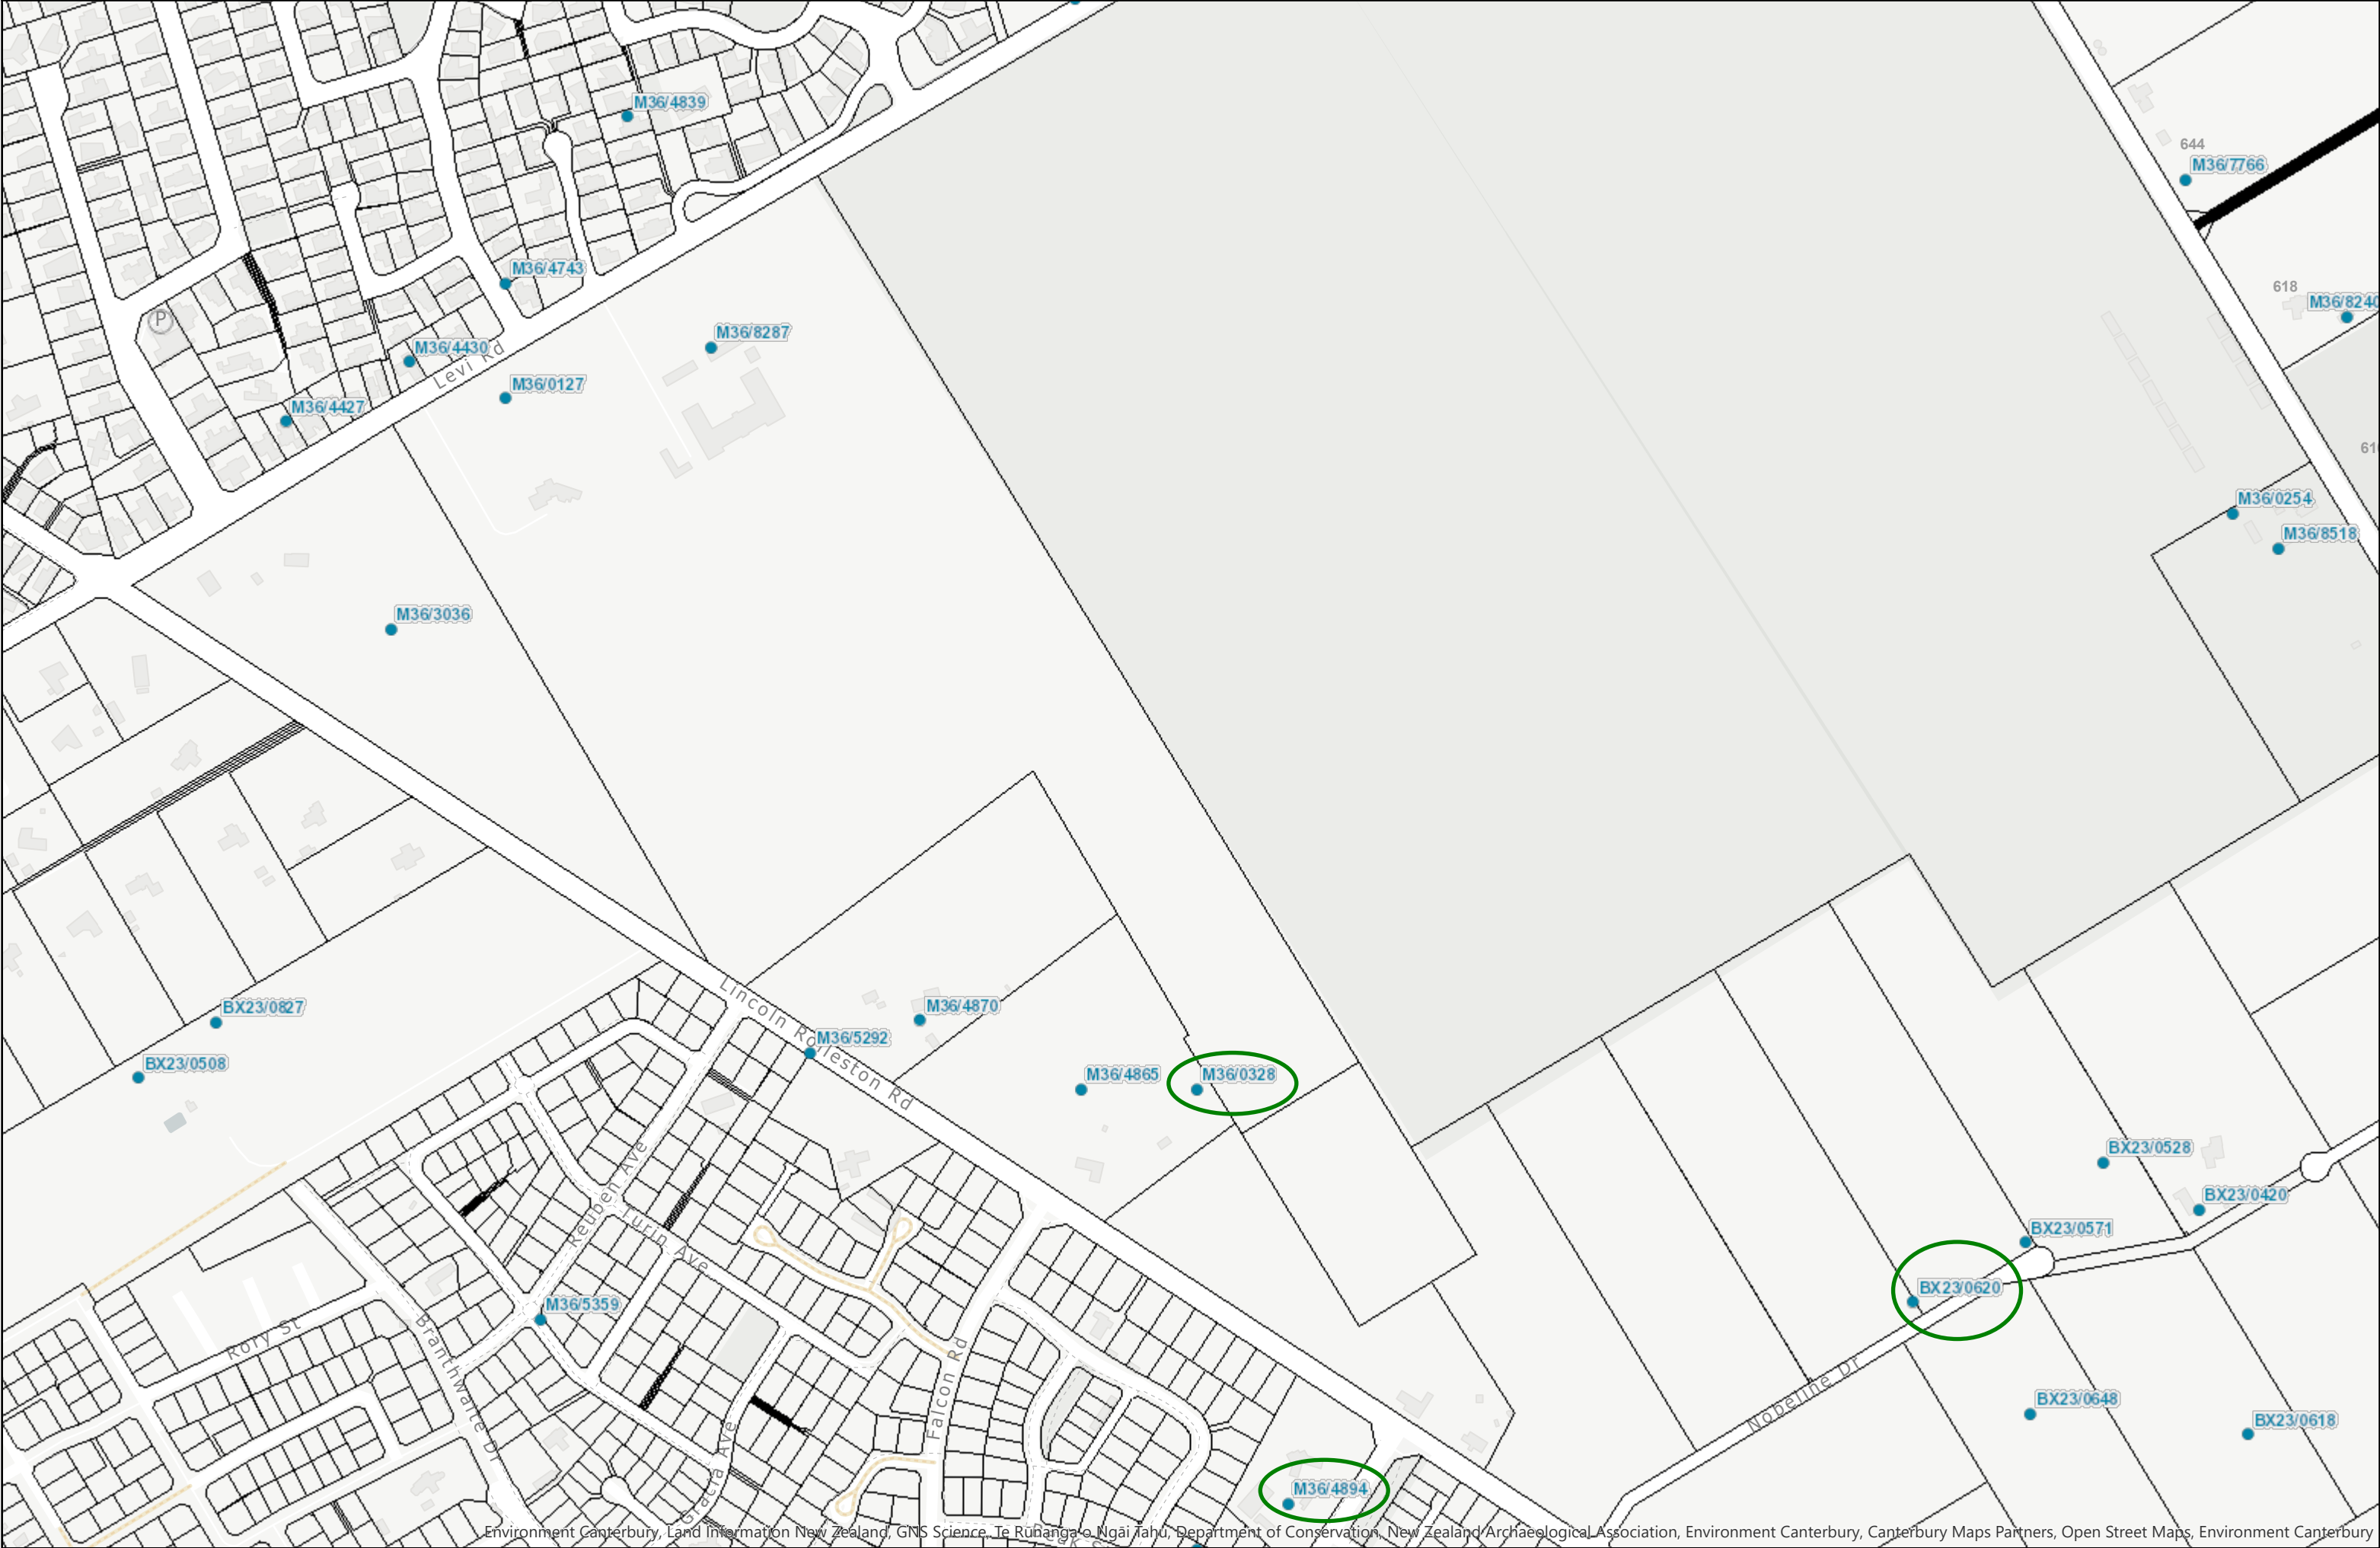 M36/4839
644
M36/7766
M36/4743
618
M36/8240
M36/8287
M36/4430
Levi Rd
M36/0127
M36/4427
M36/0254
M36/8518
P
M36/3036
BX23/0827
BX23/0508
Lincoln Rolleston Rd
M36/4870
M36/5292
M36/4865
M36/0328
BX23/0528
BX23/0420
BX23/0571
BX23/0620
Reuben Ave
Turin Ave
M36/5359
Rory St
Branthwaite Dr
Falcon Rd
Nobeline Dr
BX23/0648
BX23/0618
Gracia Ave
M36/4894
Environment Canterbury, Land Information New Zealand, GNS Science, Te Rūnanga o Ngāi Tahu, Department of Conservation, New Zealand Archaeological Association, Environment Canterbury, Canterbury Maps Partners, Open Street Maps, Environment Canterbury